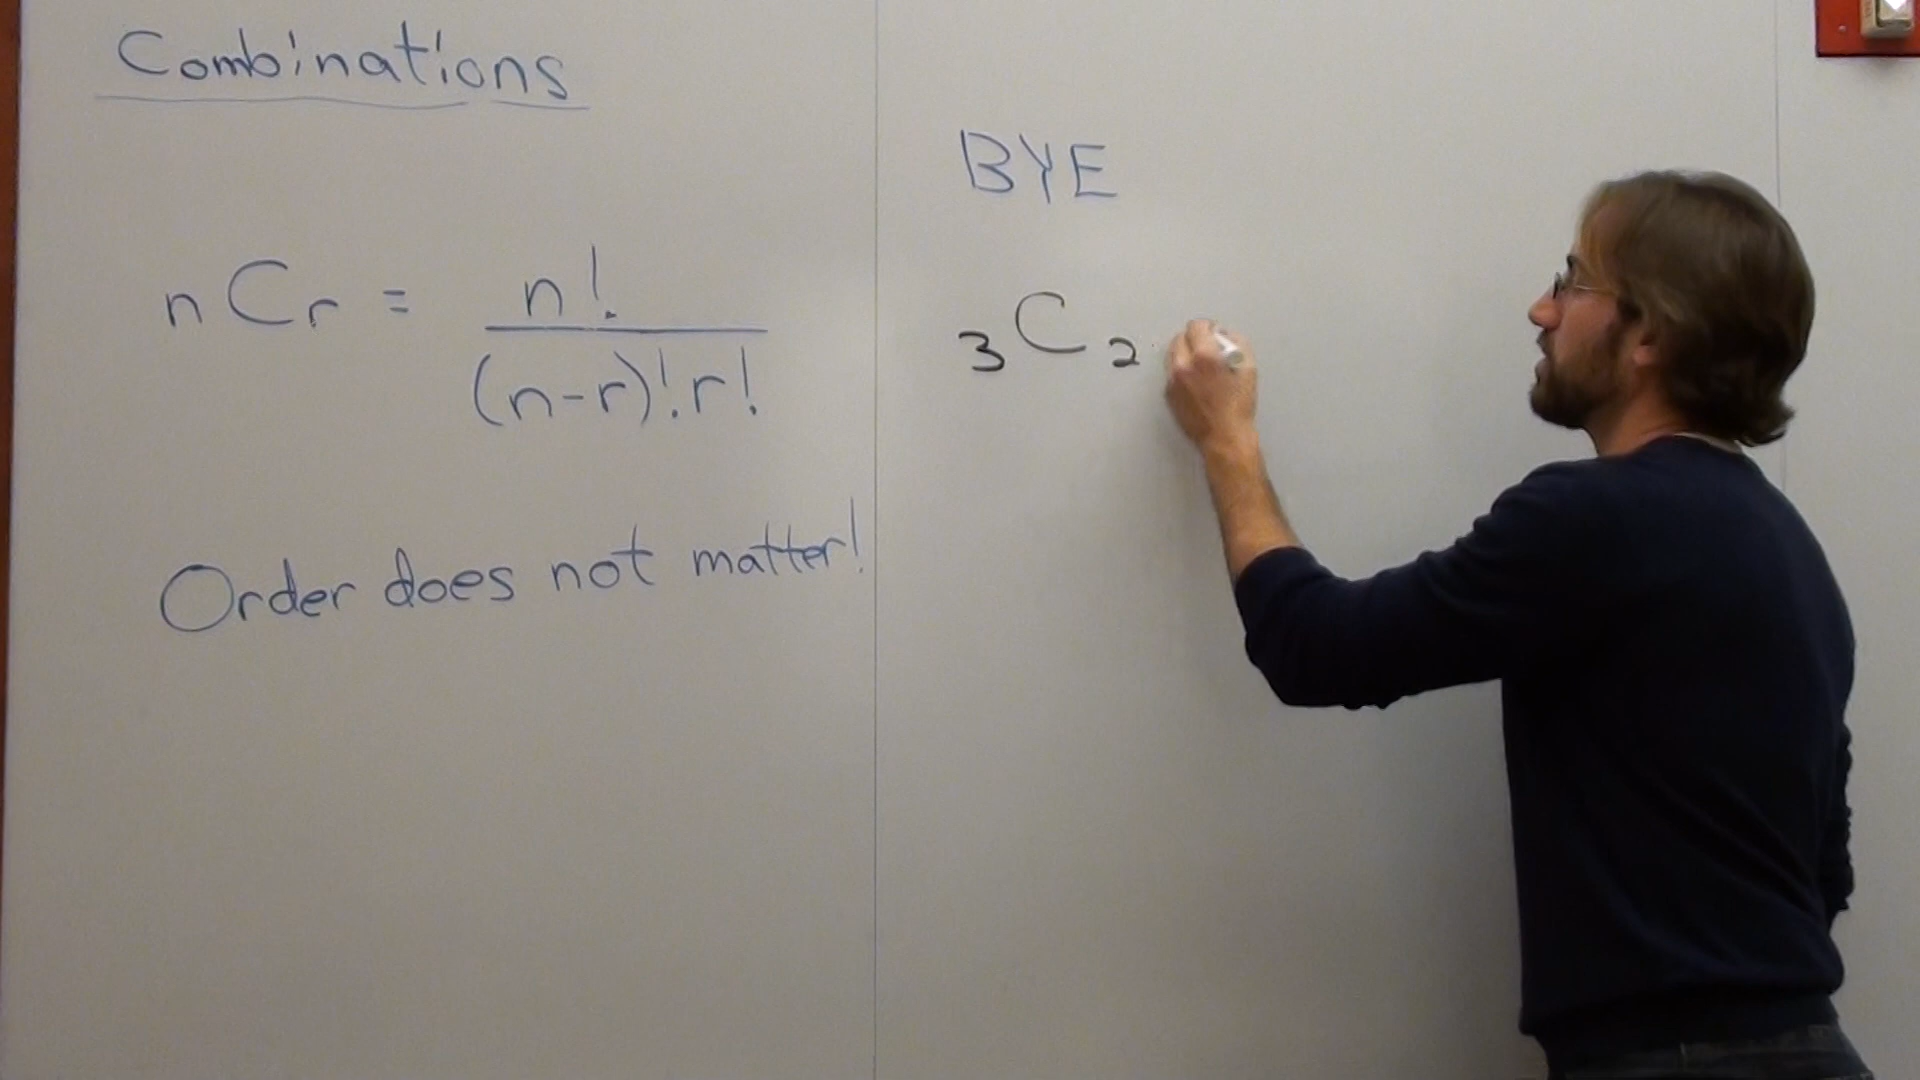 Combinations
nCr = n!
(n-r)!r!
Order does not matter!
BYE
3C2